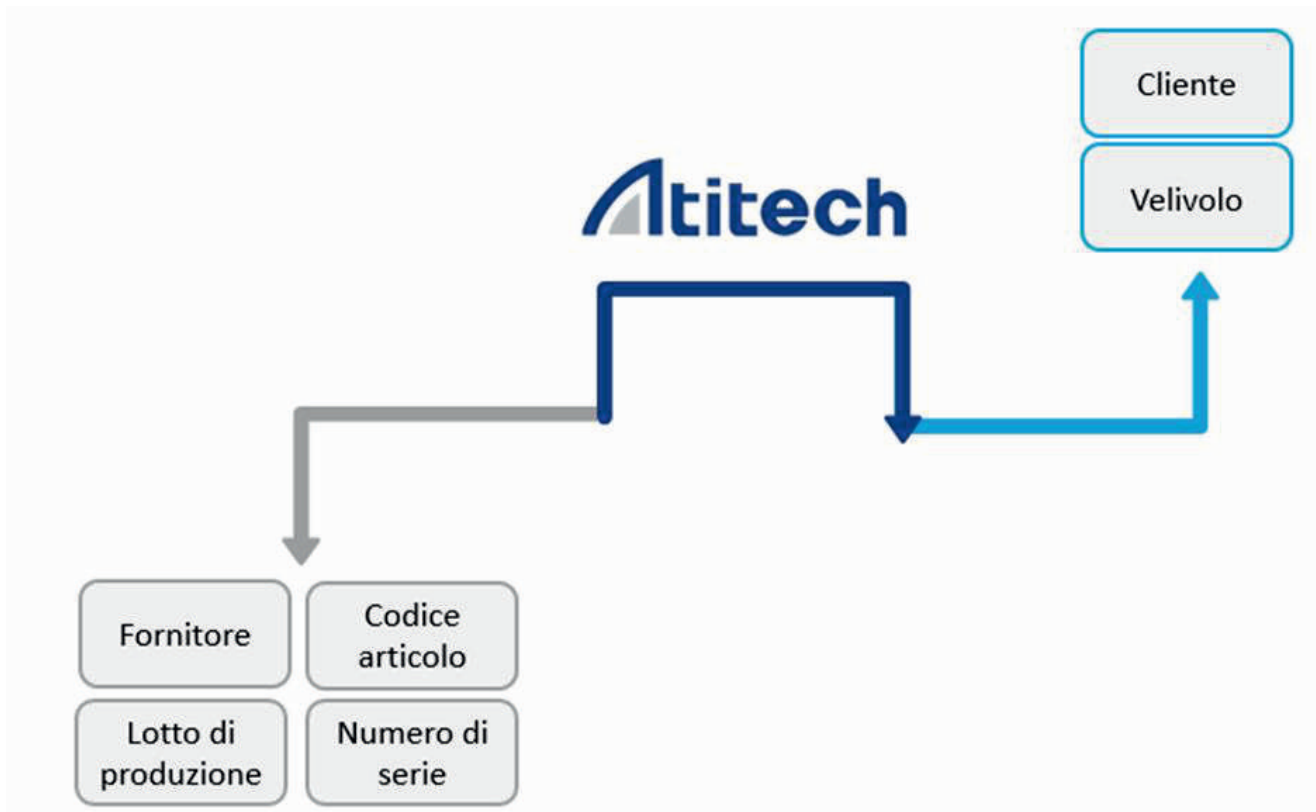 Cliente
Atitech
Velivolo
Fornitore
Codice
articolo
Lotto di
produzione
Numero di
serie